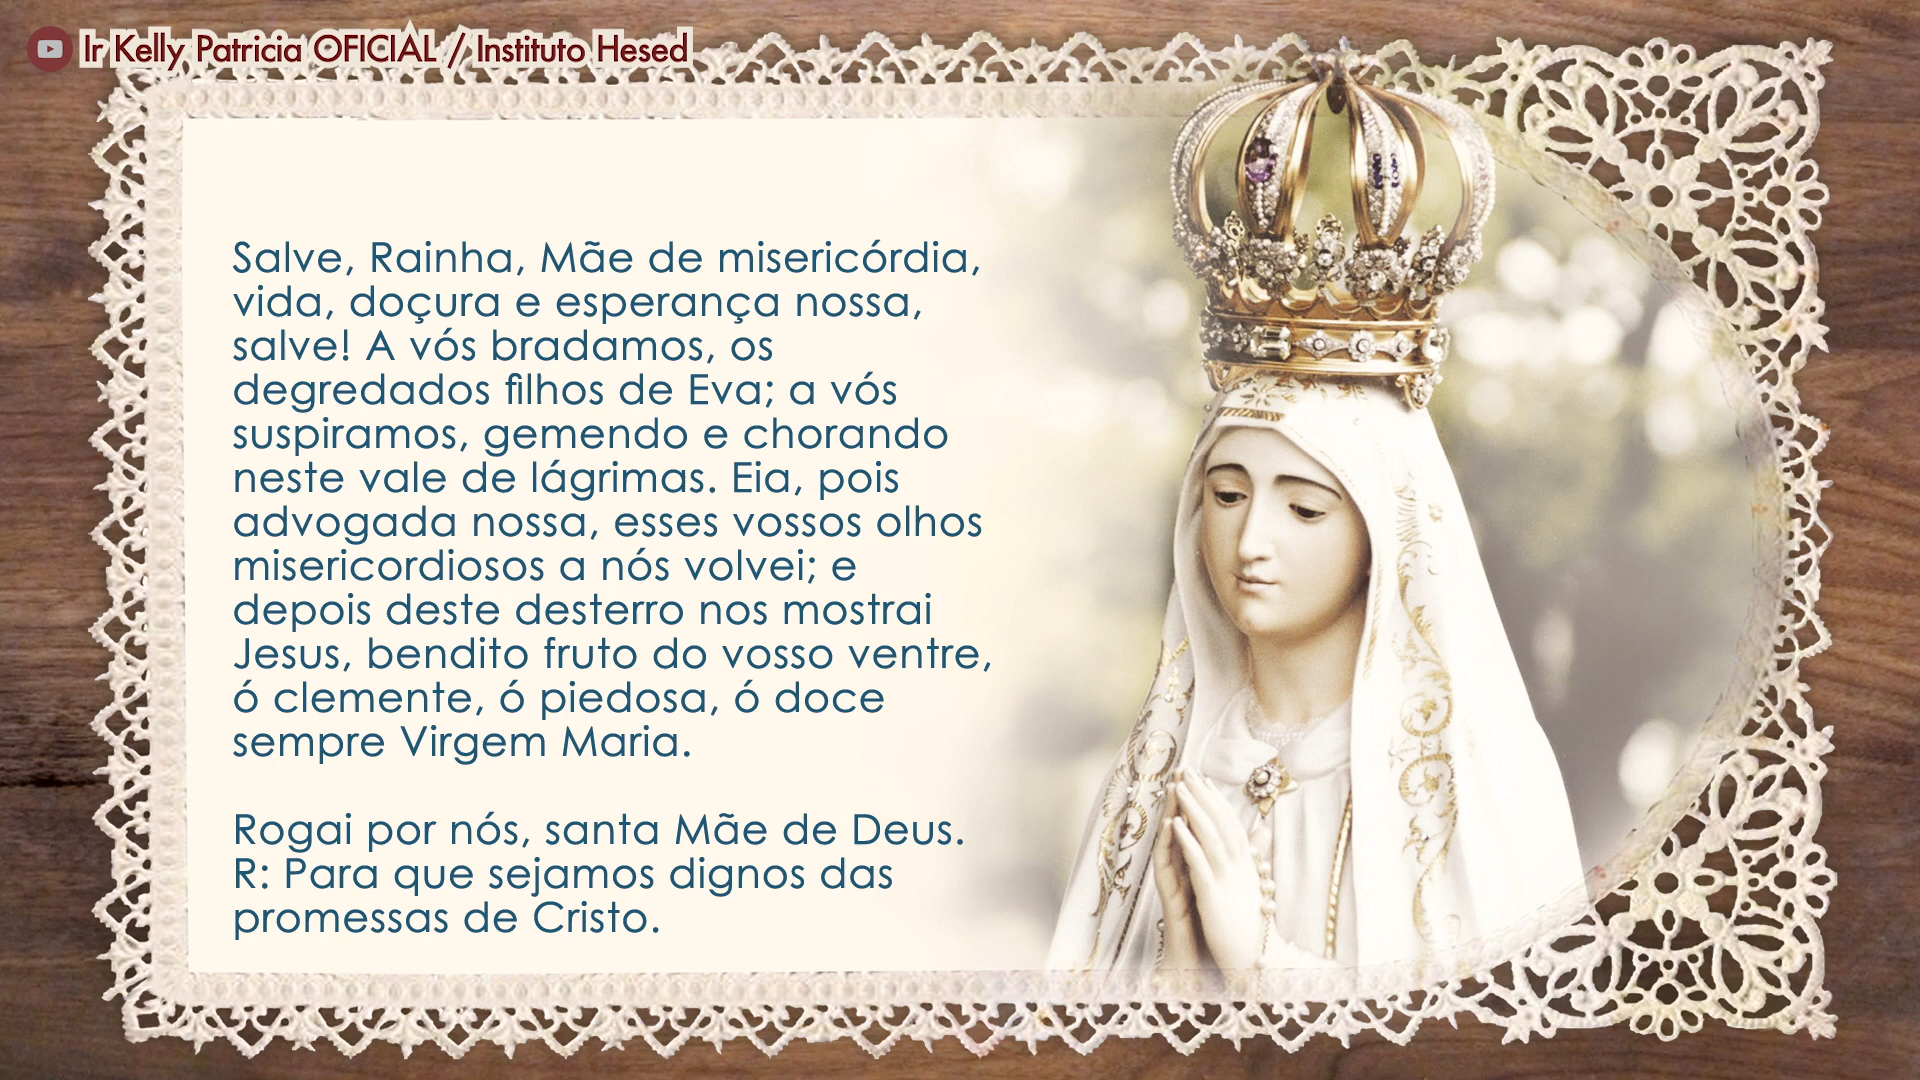 Ir Kelly Patricia OFICIAL / Instituto Hesed
Salve, Rainha, Mãe de misericórdia,
vida, doçura e esperança nossa,
salve! A vós bradamos, os
degredados filhos de Eva; a vós
suspiramos, gemendo e chorando
neste vale de lágrimas. Eia, pois
advogada nossa, esses vossos olhos
misericordiosos a nós volvei; e
depois deste desterro nos mostrai
Jesus, bendito fruto do vosso ventre,
ó clemente, ó piedosa, ó doce
sempre Virgem Maria.
Rogai por nós, santa Mãe de Deus.
R: Para que sejamos dignos das
promessas de Cristo.